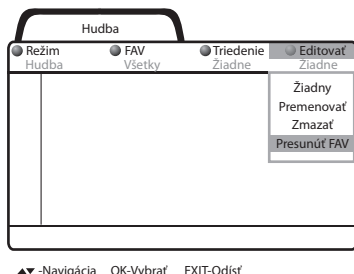 Hudba
Režim FAV Triedenie Editovať
Hudba Všetky Žiadne Žiadne
Žiadny
Premenovať
Zmazať
Presunúť FAV
▲▼ -Navigácia OK-Vybrať EXIT-Odísť